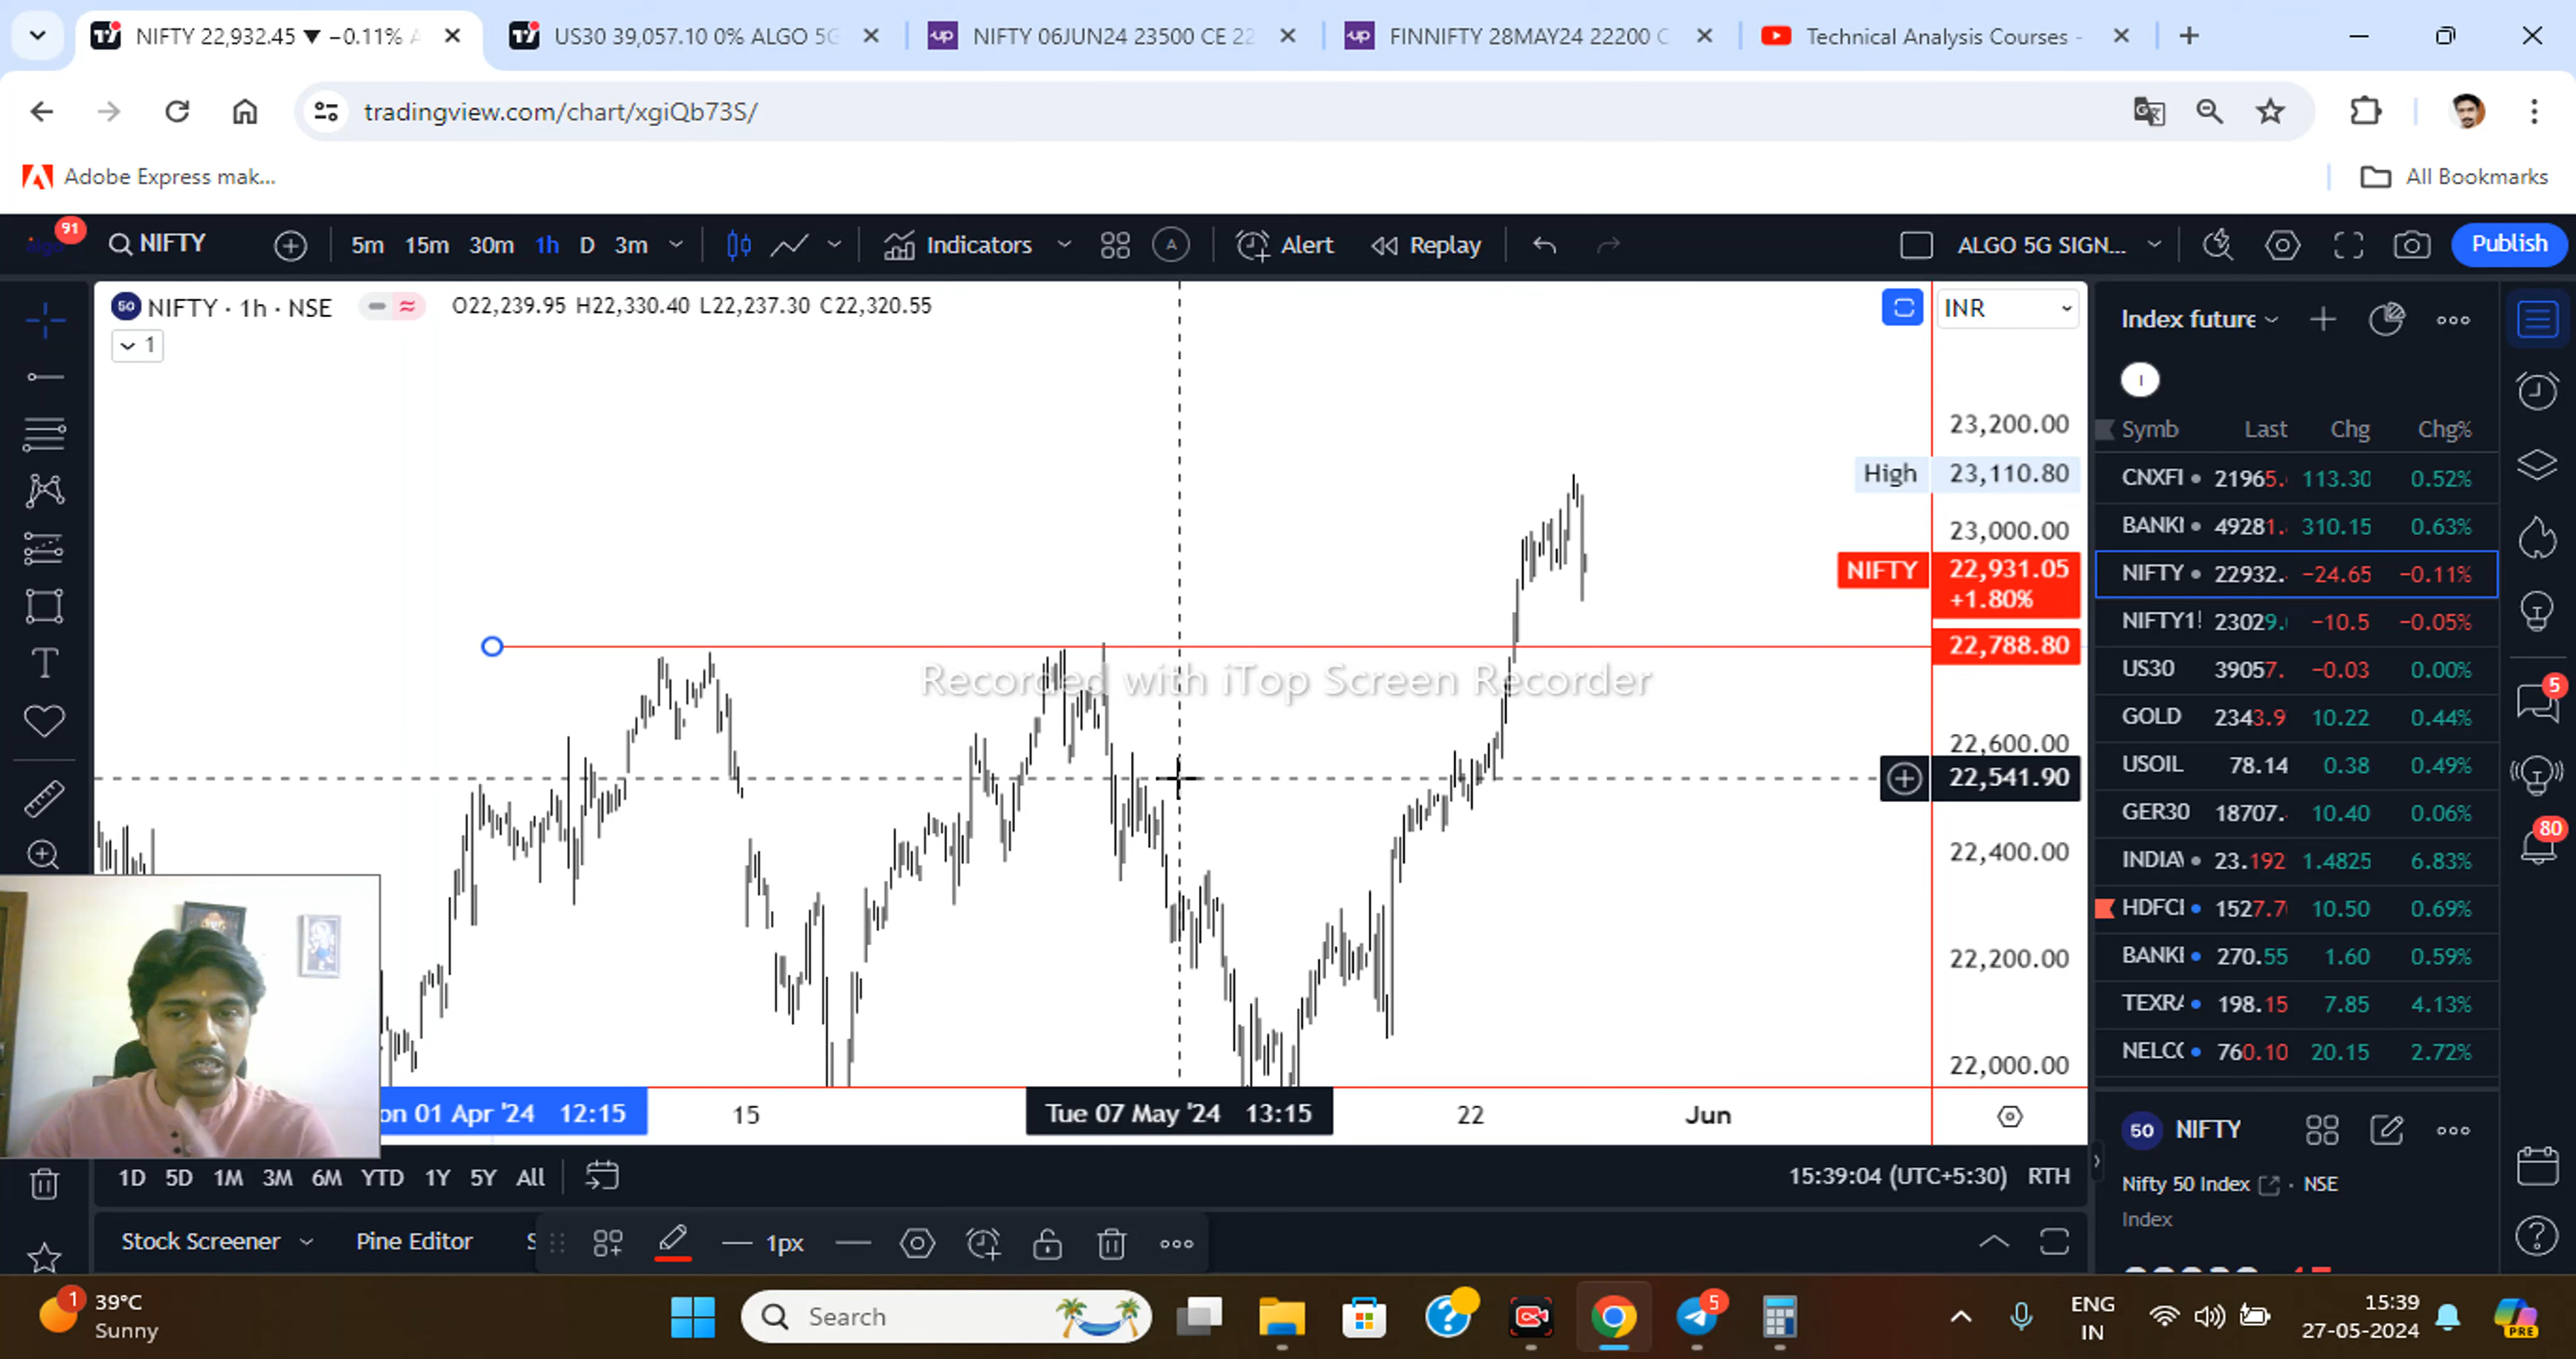 NIFTY 22,932.45 ▼ −0.11% A
US30 39,057.10 0% ALGO 5G
up NIFTY 06JUN24 23500 CE 22
up FINNIFTY 28MAY24 22200 C
Technical Analysis Courses -
tradingview.com/chart/xgiQb73S/
Adobe Express mak...
All Bookmarks
91
NIFTY
5m 15m 30m 1h D 3m
Indicators
A
Alert
Replay
ALGO 5G SIGN...
Publish
50 NIFTY · 1h · NSE
O22,239.95 H22,330.40 L22,237.30 C22,320.55
1
INR
23,200.00
High 23,110.80
23,000.00
NIFTY 22,931.05
+1.80%
22,788.80
22,600.00
22,541.90
22,400.00
22,200.00
22,000.00
Recorded with iTop Screen Recorder
on 01 Apr '24 12:15
15
Tue 07 May '24 13:15
22
Jun
Index future
I
Symb Last Chg Chg%
CNXFI 21965. 113.30 0.52%
BANKI 49281. 310.15 0.63%
NIFTY 22932. −24.65 −0.11%
NIFTY1! 23029. −10.5 −0.05%
US30 39057. −0.03 0.00%
GOLD 2343.9 10.22 0.44%
USOIL 78.14 0.38 0.49%
GER30 18707. 10.40 0.06%
INDIAV 23.192 1.4825 6.83%
HDFCI 1527.7 10.50 0.69%
BANKI 270.55 1.60 0.59%
TEXRA 198.15 7.85 4.13%
NELCO 760.10 20.15 2.72%
50 NIFTY
Nifty 50 Index · NSE
Index
5
80
1D 5D 1M 3M 6M YTD 1Y 5Y All
15:39:04 (UTC+5:30) RTH
Stock Screener
Pine Editor
S
1px
1
39°C
Sunny
Search
5
ENG
IN
15:39
27-05-2024
PRE